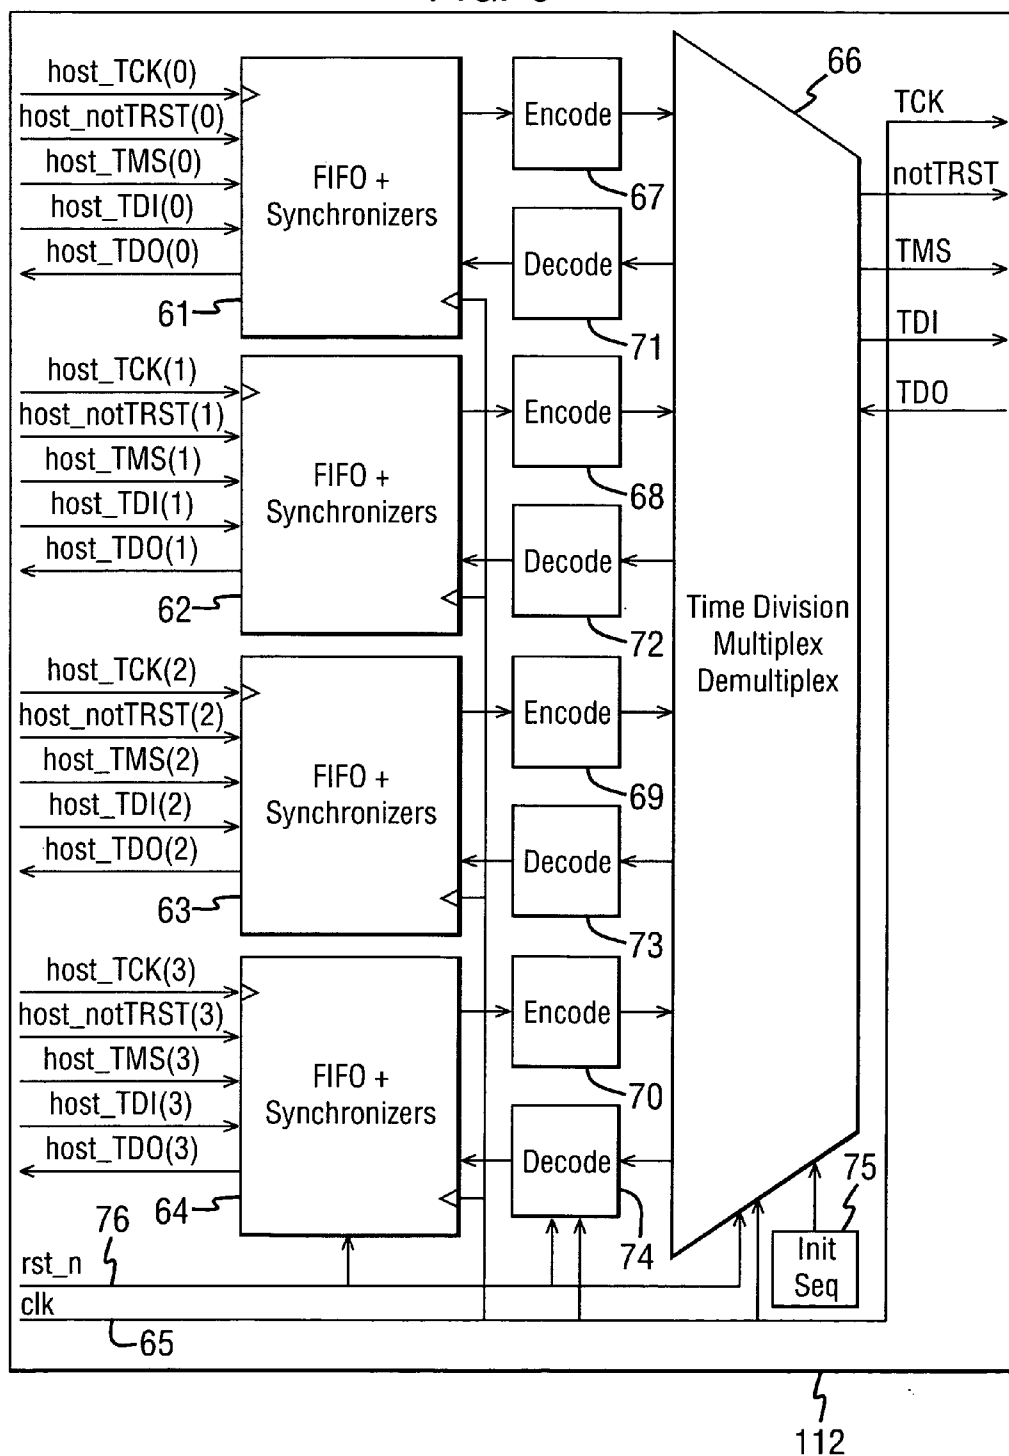 host_TCK(0)
host_notTRST(0)
host_TMS(0)
host_TDI(0)
host_TDO(0)
61
FIFO +
Synchronizers
Encode
67
Decode
71
66
TCK
notTRST
TMS
TDI
TDO
host_TCK(1)
host_notTRST(1)
host_TMS(1)
host_TDI(1)
host_TDO(1)
62
FIFO +
Synchronizers
Encode
68
Decode
72
Time Division
Multiplex
Demultiplex
host_TCK(2)
host_notTRST(2)
host_TMS(2)
host_TDI(2)
host_TDO(2)
63
FIFO +
Synchronizers
Encode
69
Decode
73
host_TCK(3)
host_notTRST(3)
host_TMS(3)
host_TDI(3)
host_TDO(3)
64
FIFO +
Synchronizers
Encode
70
Decode
74
75
Init
Seq
76
rst_n
clk
65
112